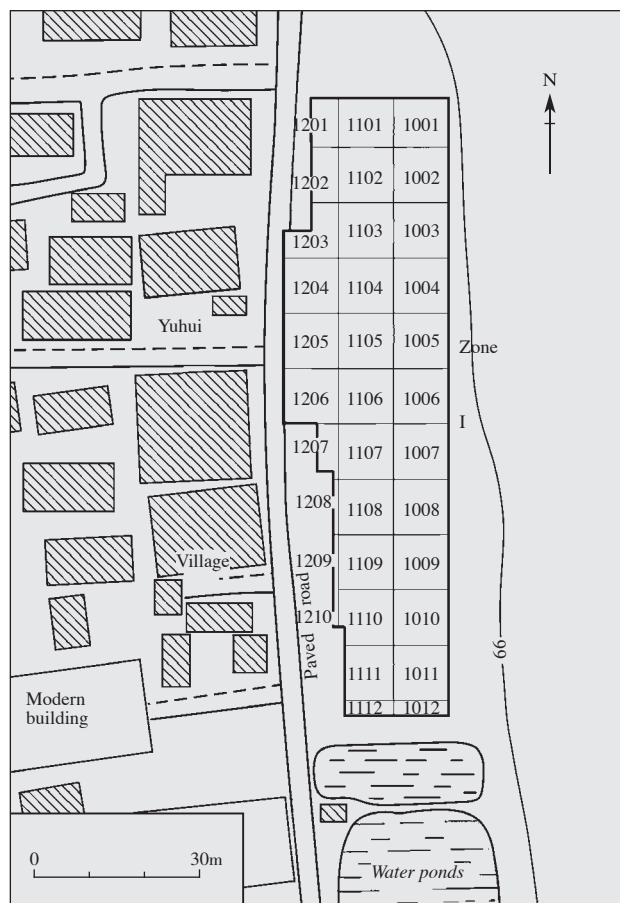 N
1201 1101 1001
1202 1102 1002
1203 1103 1003
1204 1104 1004
Yuhui
1205 1105 1005
Zone
1206 1106 1006
I
1207 1107 1007
1208 1108 1008
Village
1209 1109 1009
Paved road
1210 1110 1010
99
1111 1011
Modern
building
1112 1012
0 30m
Water ponds